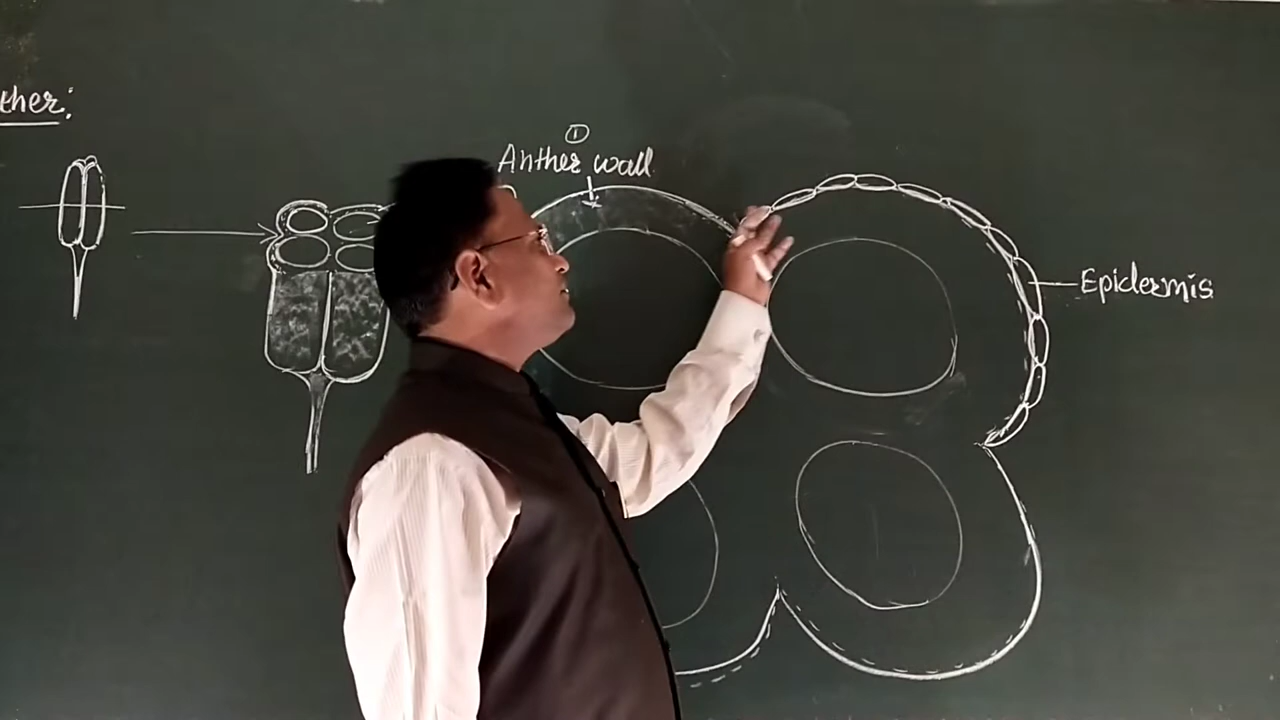 ther:
①
Anther wall
Epidermis